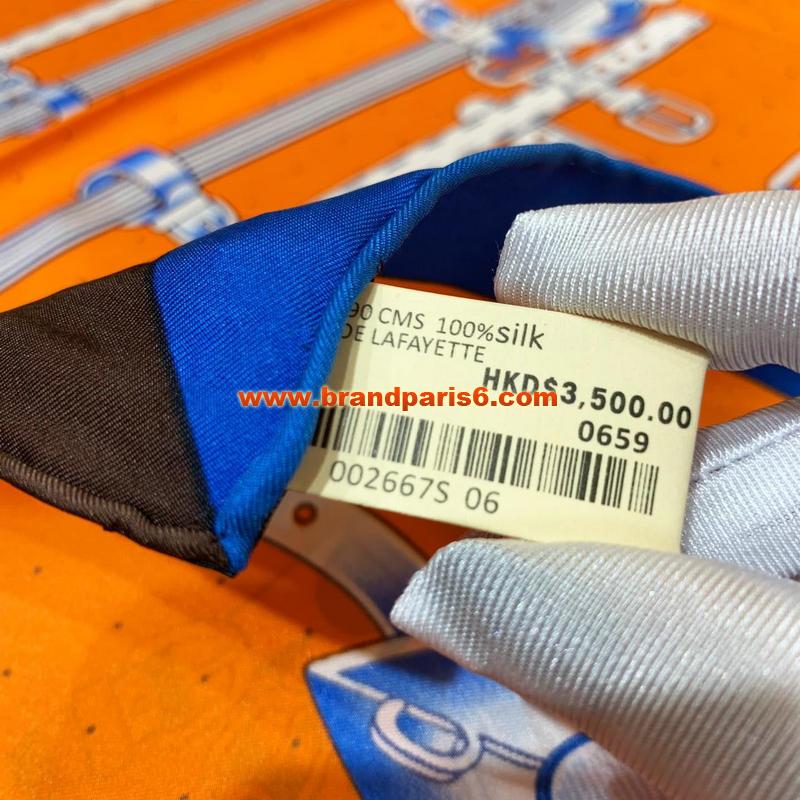 90 CMS 100%silk
DE LAFAYETTE
HKD$3,500.00
www.brandparis6.com
0659
002667S 06